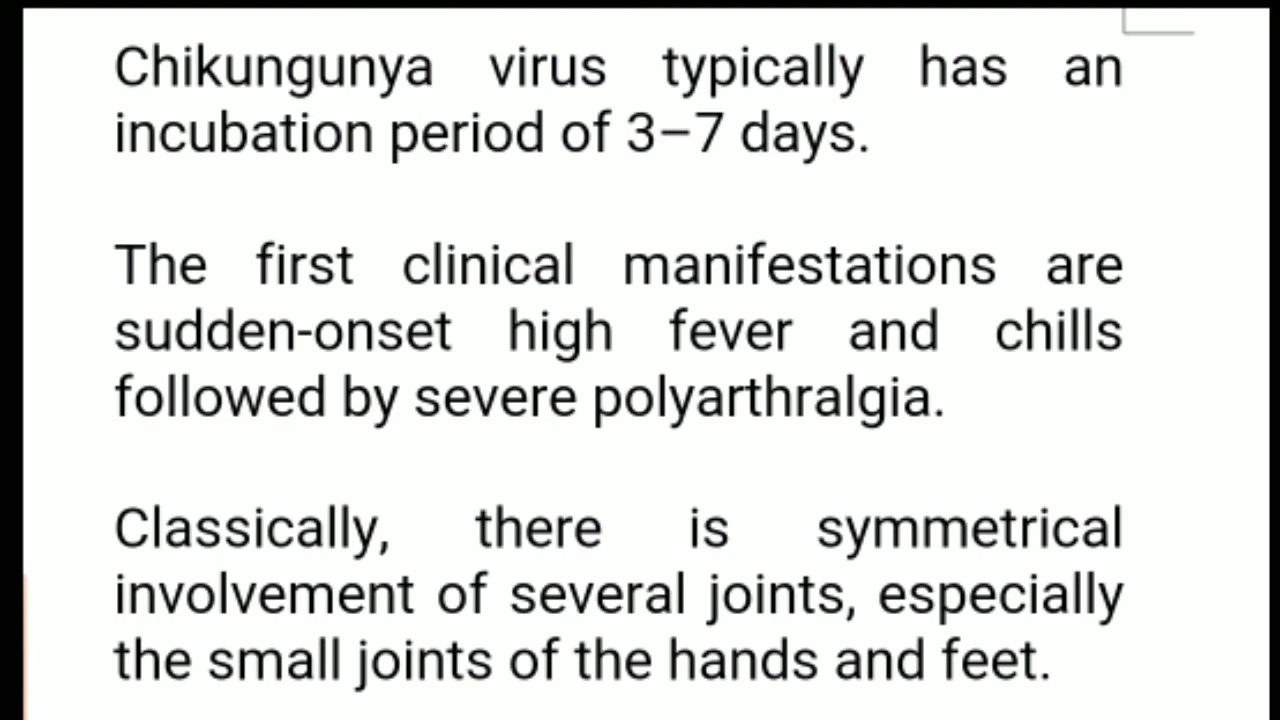 Chikungunya virus typically has an
incubation period of 3–7 days.
The first clinical manifestations are
sudden-onset high fever and chills
followed by severe polyarthralgia.
Classically, there is symmetrical
involvement of several joints, especially
the small joints of the hands and feet.